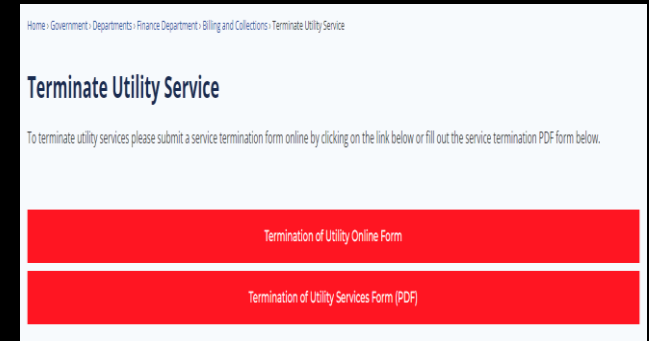 Home › Government › Departments › Finance Department › Billing and Collections › Terminate Utility Service
Terminate Utility Service
To terminate utility services please submit a service termination form online by clicking on the link below or fill out the service termination PDF form below.
Termination of Utility Online Form
Termination of Utility Services Form (PDF)